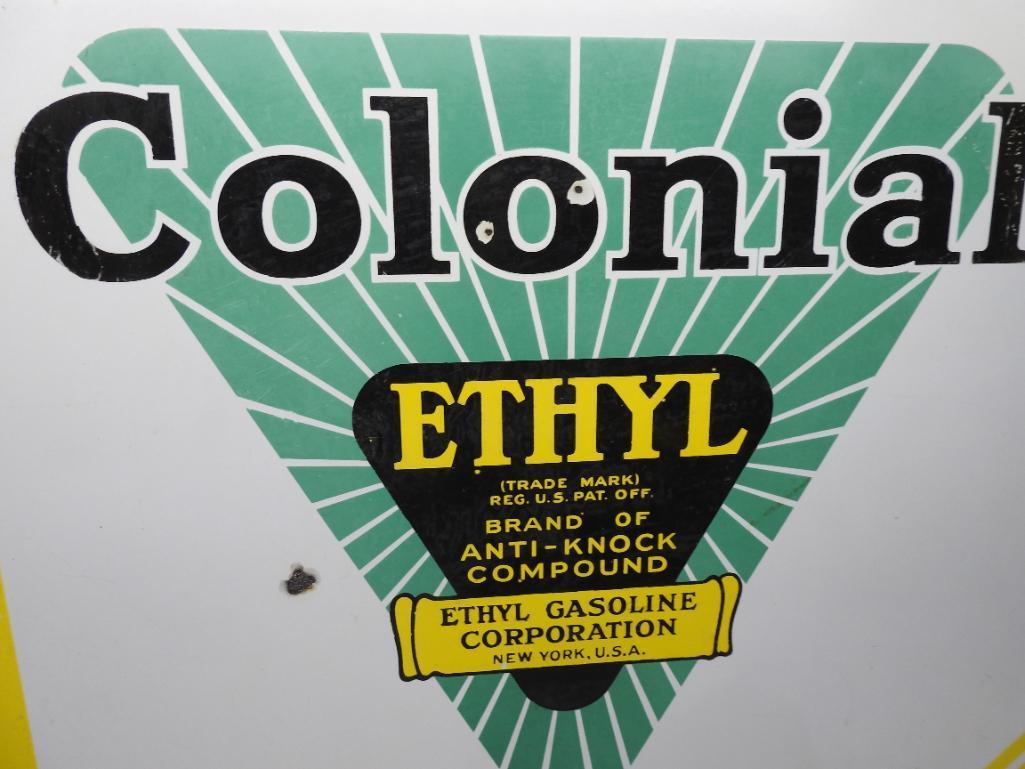 Colonial
ETHYL
(TRADE MARK)
REG. U.S. PAT. OFF.
BRAND OF
ANTI-KNOCK
COMPOUND
ETHYL GASOLINE
CORPORATION
NEW YORK, U.S.A.